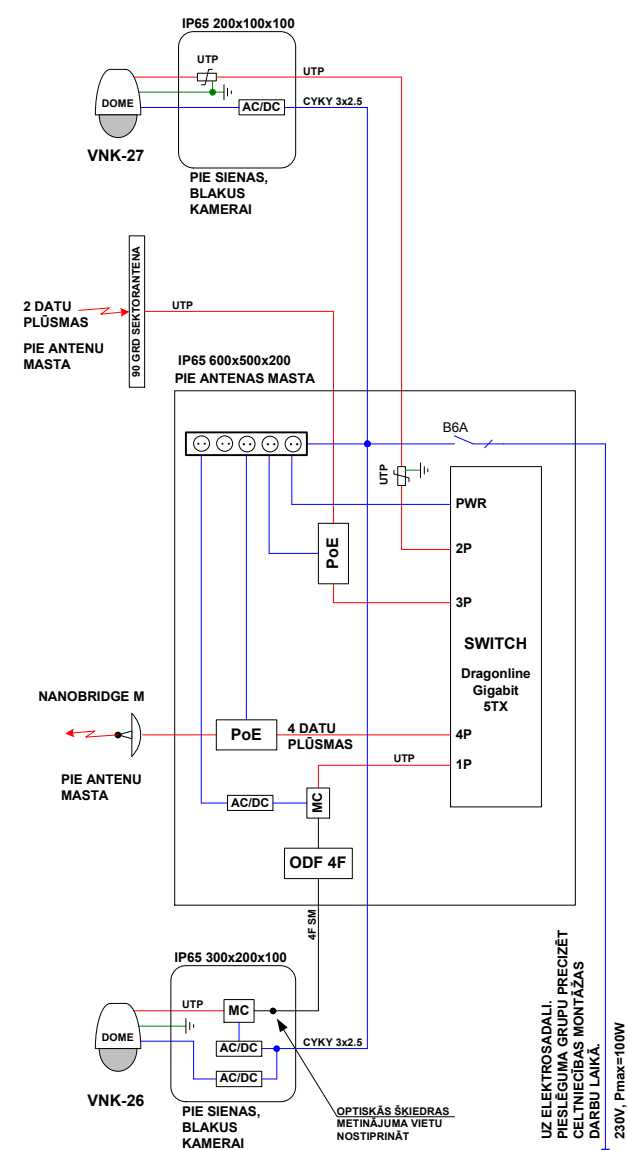 IP65 200x100x100
UTP
UTP
DOME
AC/DC
CYKY 3x2.5
VNK-27
PIE SIENAS,
BLAKUS
KAMERAI
90 GRD SEKTORANTENA
2 DATU
PLŪSMAS
UTP
PIE ANTENU
MASTA
IP65 600x500x200
PIE ANTENAS MASTA
B6A
UTP
PWR
2P
PoE
3P
SWITCH
Dragonline
Gigabit
5TX
NANOBRIDGE M
PoE
4 DATU
PLŪSMAS
4P
UTP
1P
PIE ANTENU
MASTA
AC/DC
MC
ODF 4F
4F SM
IP65 300x200x100
UTP
MC
DOME
AC/DC
CYKY 3x2.5
AC/DC
VNK-26
PIE SIENAS,
BLAKUS
KAMERAI
OPTISKĀS ŠKIEDRAS
METINĀJUMA VIETU
NOSTIPRINĀT
UZ ELEKTROSADALI.
PIESLĒGUMA GRUPU PRECIZĒT
CELTNIECĪBAS MONTĀŽAS
DARBU LAIKĀ.
230V, Pmax=100W